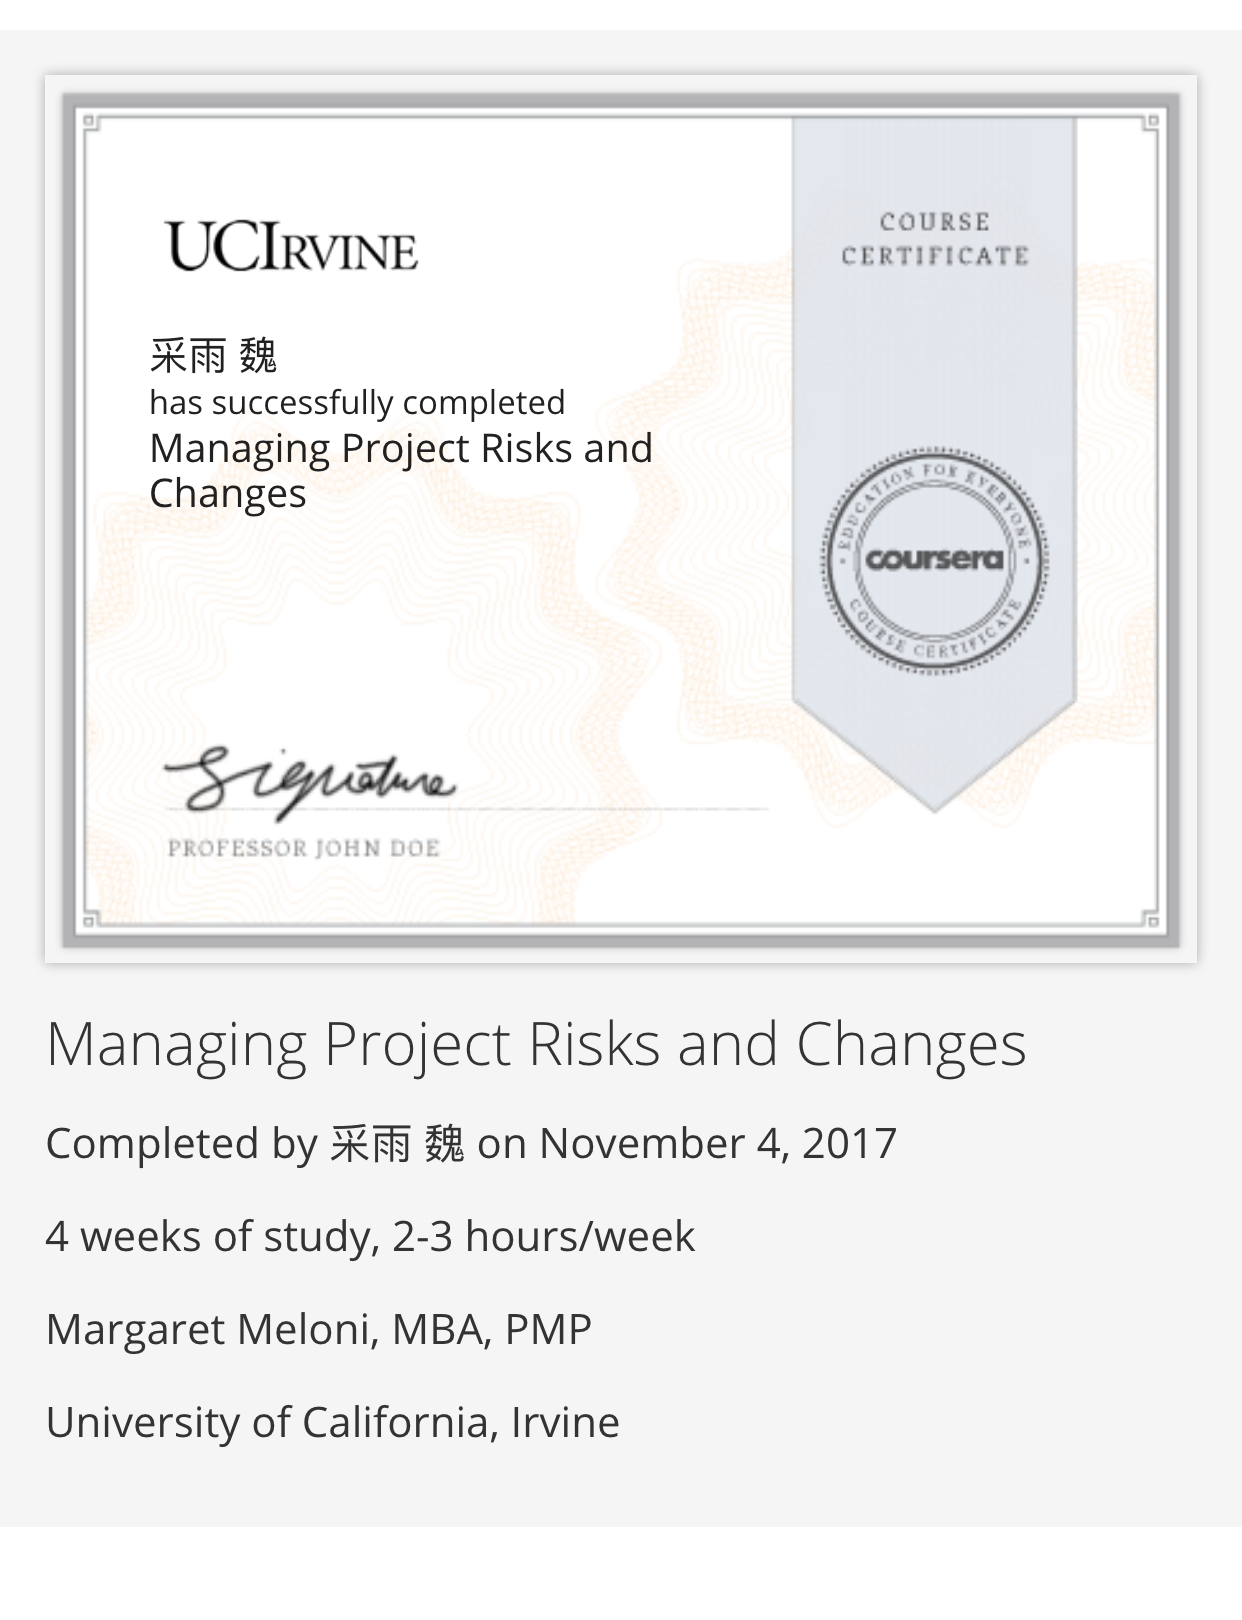 UCIRVINE
COURSE
CERTIFICATE
采雨 魏
has successfully completed
Managing Project Risks and
Changes
EDUCATION FOR EVERYONE
coursera
COURSE CERTIFICATE
Signature
PROFESSOR JOHN DOE
Managing Project Risks and Changes
Completed by 采雨 魏 on November 4, 2017
4 weeks of study, 2-3 hours/week
Margaret Meloni, MBA, PMP
University of California, Irvine